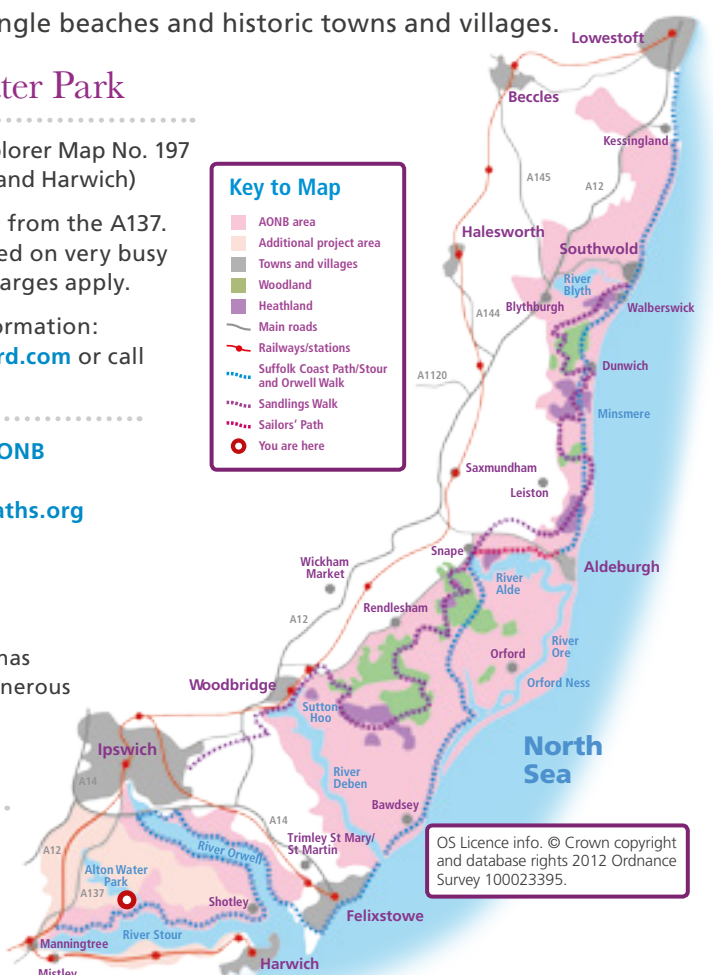 ngle beaches and historic towns and villages.
ter Park
plorer Map No. 197
and Harwich)
from the A137.
ed on very busy
arges apply.
ormation:
rd.com or call
ONB
aths.org
has
nerous
Key to Map
AONB area
Additional project area
Towns and villages
Woodland
Heathland
Main roads
Railways/stations
Suffolk Coast Path/Stour
and Orwell Walk
Sandlings Walk
Sailors' Path
You are here
Lowestoft
Beccles
Kessingland
A145
A12
Halesworth
Southwold
River
Blyth
Blythburgh
Walberswick
A144
Dunwich
A1120
Minsmere
Saxmundham
Leiston
Snape
Aldeburgh
Wickham
Market
River
Alde
Rendlesham
A12
River
Ore
Orford
Woodbridge
Orford Ness
Sutton
Hoo
Ipswich
North
Sea
River
Deben
A14
Bawdsey
A14
Trimley St Mary/
St Martin
A12
River Orwell
Alton Water
Park
A137
Shotley
Felixstowe
River Stour
Manningtree
Harwich
Mistley
OS Licence info. © Crown copyright
and database rights 2012 Ordnance
Survey 100023395.